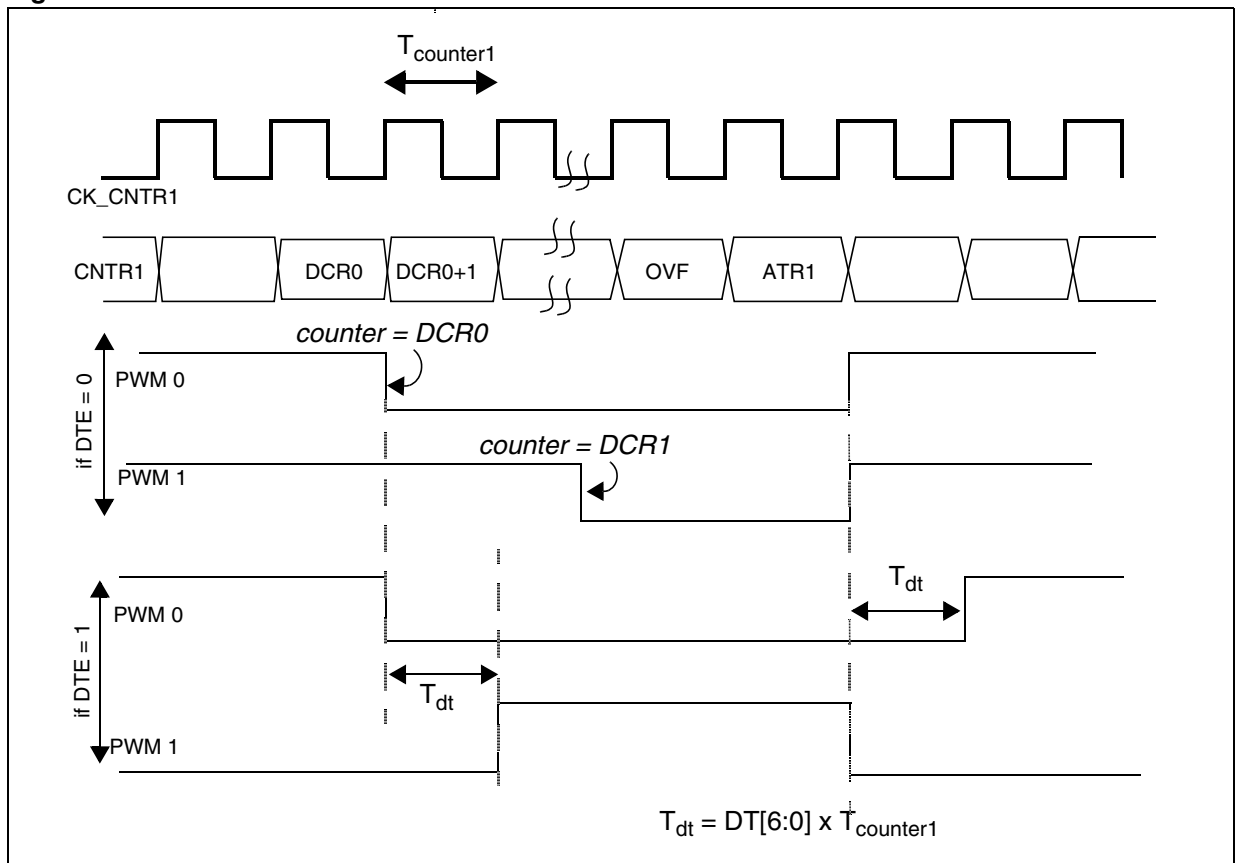 T_counter1
CK_CNTR1
CNTR1 DCR0 DCR0+1 OVF ATR1
counter = DCR0
if DTE = 0
PWM 0
counter = DCR1
PWM 1
if DTE = 1
PWM 0
T_dt
T_dt
PWM 1
T_dt = DT[6:0] x T_counter1